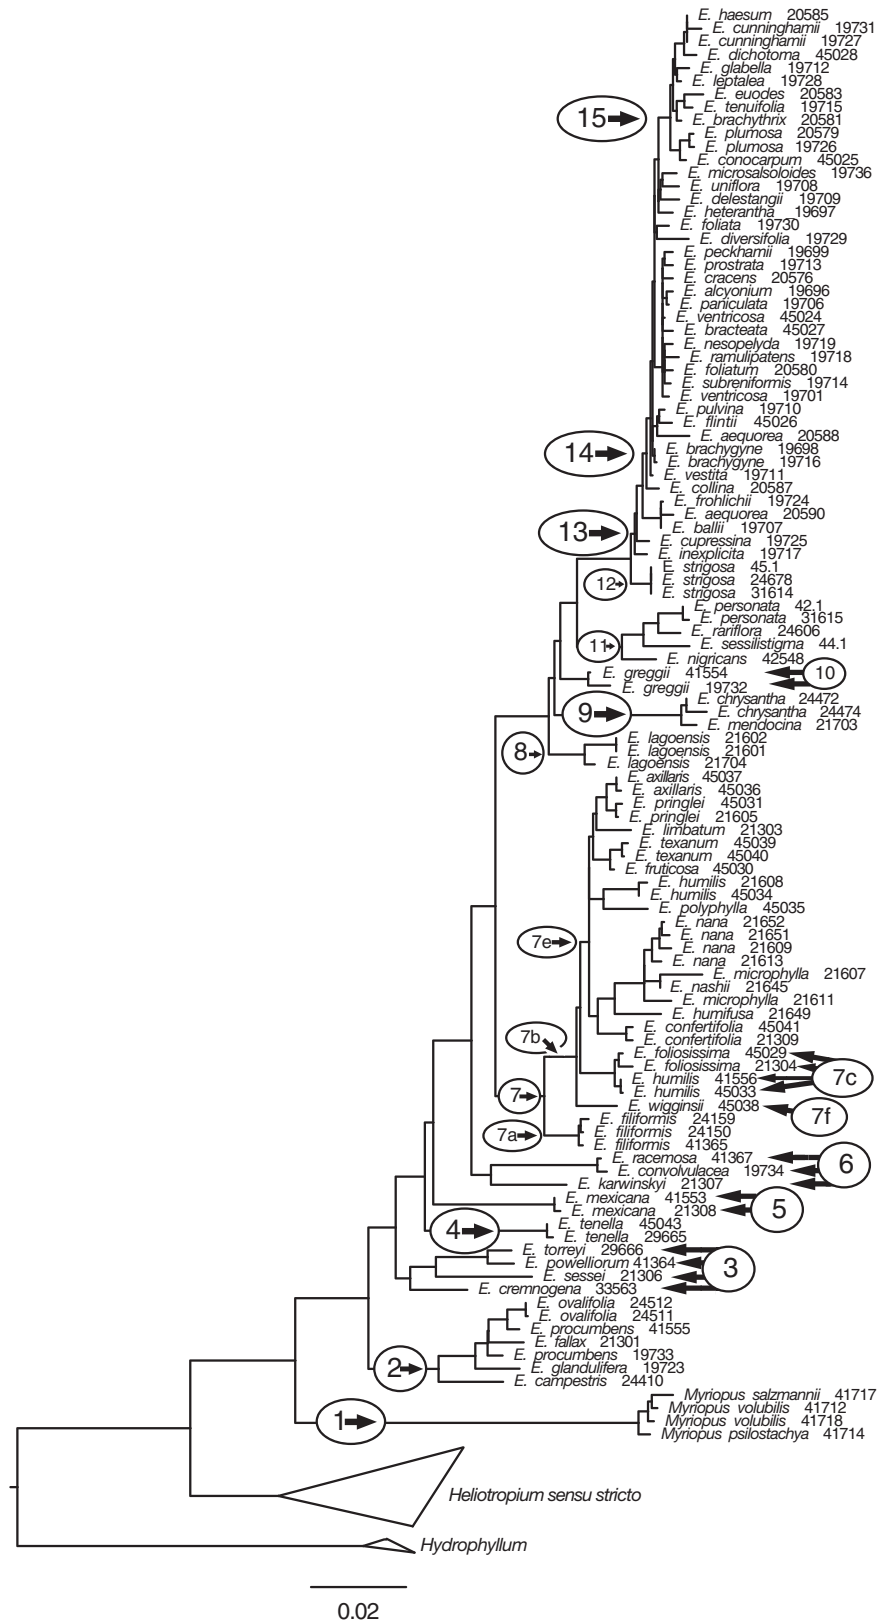 E. haesum 20585
E. cunninghamii 19731
E. cunninghamii 19727
E. dichotoma 45028
E. glabella 19712
E. leptalea 19728
E. euodes 20583
E. tenuifolia 19715
15
E. brachythrix 20581
E. plumosa 20579
E. plumosa 19726
E. conocarpum 45025
E. microsalsoloides 19736
E. uniflora 19708
E. delestangii 19709
E. heterantha 19697
E. foliata 19730
E. diversifolia 19729
E. peckhamii 19699
E. prostrata 19713
E. cracens 20576
E. alcyonium 19696
E. paniculata 19706
E. ventricosa 45024
E. bracteata 45027
E. nesopelyda 19719
E. ramulipatens 19718
E. foliatum 20580
E. subreniformis 19714
E. ventricosa 19701
E. pulvina 19710
E. flintii 45026
E. aequorea 20588
E. brachygyne 19698
14
E. brachygyne 19716
E. vestita 19711
E. collina 20587
E. frohlichii 19724
E. aequorea 20590
E. ballii 19707
13
E. cupressina 19725
E. inexplicita 19717
E. strigosa 45.1
12
E. strigosa 24678
E. strigosa 31614
E. personata 42.1
E. personata 31615
E. rariflora 24606
E. sessilistigma 44.1
11
E. nigricans 42548
E. greggii 41554
10
E. greggii 19732
E. chrysantha 24472
9
E. chrysantha 24474
E. mendocina 21703
E. lagoensis 21602
E. lagoensis 21601
8
E. lagoensis 21704
E. axillaris 45037
E. axillaris 45036
E. pringlei 45031
E. pringlei 21605
E. limbatum 21303
E. texanum 45039
E. texanum 45040
E. fruticosa 45030
E. humilis 21608
E. humilis 45034
E. polyphylla 45035
E. nana 21652
E. nana 21651
7e
E. nana 21609
E. nana 21613
E. microphylla 21607
E. nashii 21645
E. microphylla 21611
E. humifusa 21649
E. confertifolia 45041
7b
E. confertifolia 21309
E. foliosissima 45029
E. foliosissima 21304
7c
E. humilis 41556
E. humilis 45033
7
E. wigginsii 45038
7f
E. filiformis 24159
7a
E. filiformis 24150
E. filiformis 41365
E. racemosa 41367
6
E. convolvulacea 19734
E. karwinskyi 21307
E. mexicana 41553
5
E. mexicana 21308
4
E. tenella 45043
E. tenella 29665
E. torreyi 29666
E. powelliorum 41364
3
E. sessei 21306
E. cremnogena 33563
E. ovalifolia 24512
E. ovalifolia 24511
E. procumbens 41555
E. fallax 21301
E. procumbens 19733
2
E. glandulifera 19723
E. campestris 24410
Myriopus salzmannii 41717
Myriopus volubilis 41712
1
Myriopus volubilis 41718
Myriopus psilostachya 41714
Heliotropium sensu stricto
Hydrophyllum
0.02